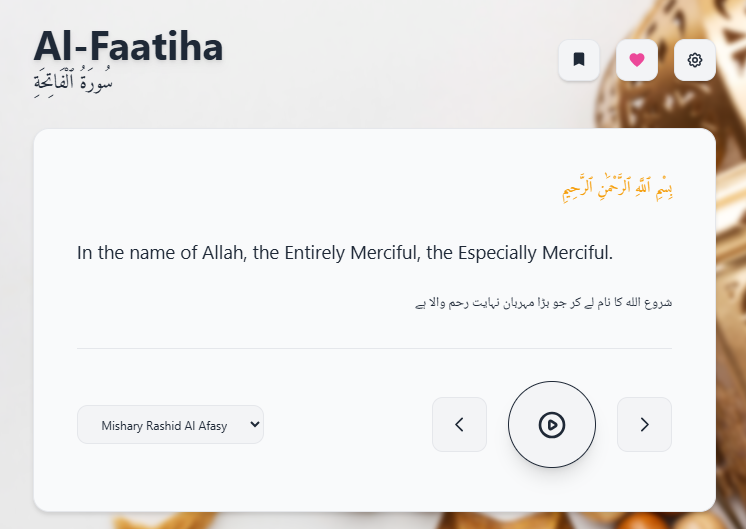 Al-Faatiha
سُورَةُ ٱلْفَاتِحَةِ
بِسْمِ ٱللَّهِ ٱلرَّحْمَٰنِ ٱلرَّحِيمِ
In the name of Allah, the Entirely Merciful, the Especially Merciful.
شروع الله کا نام لے کر جو بڑا مہربان نہایت رحم والا ہے
Mishary Rashid Al Afasy